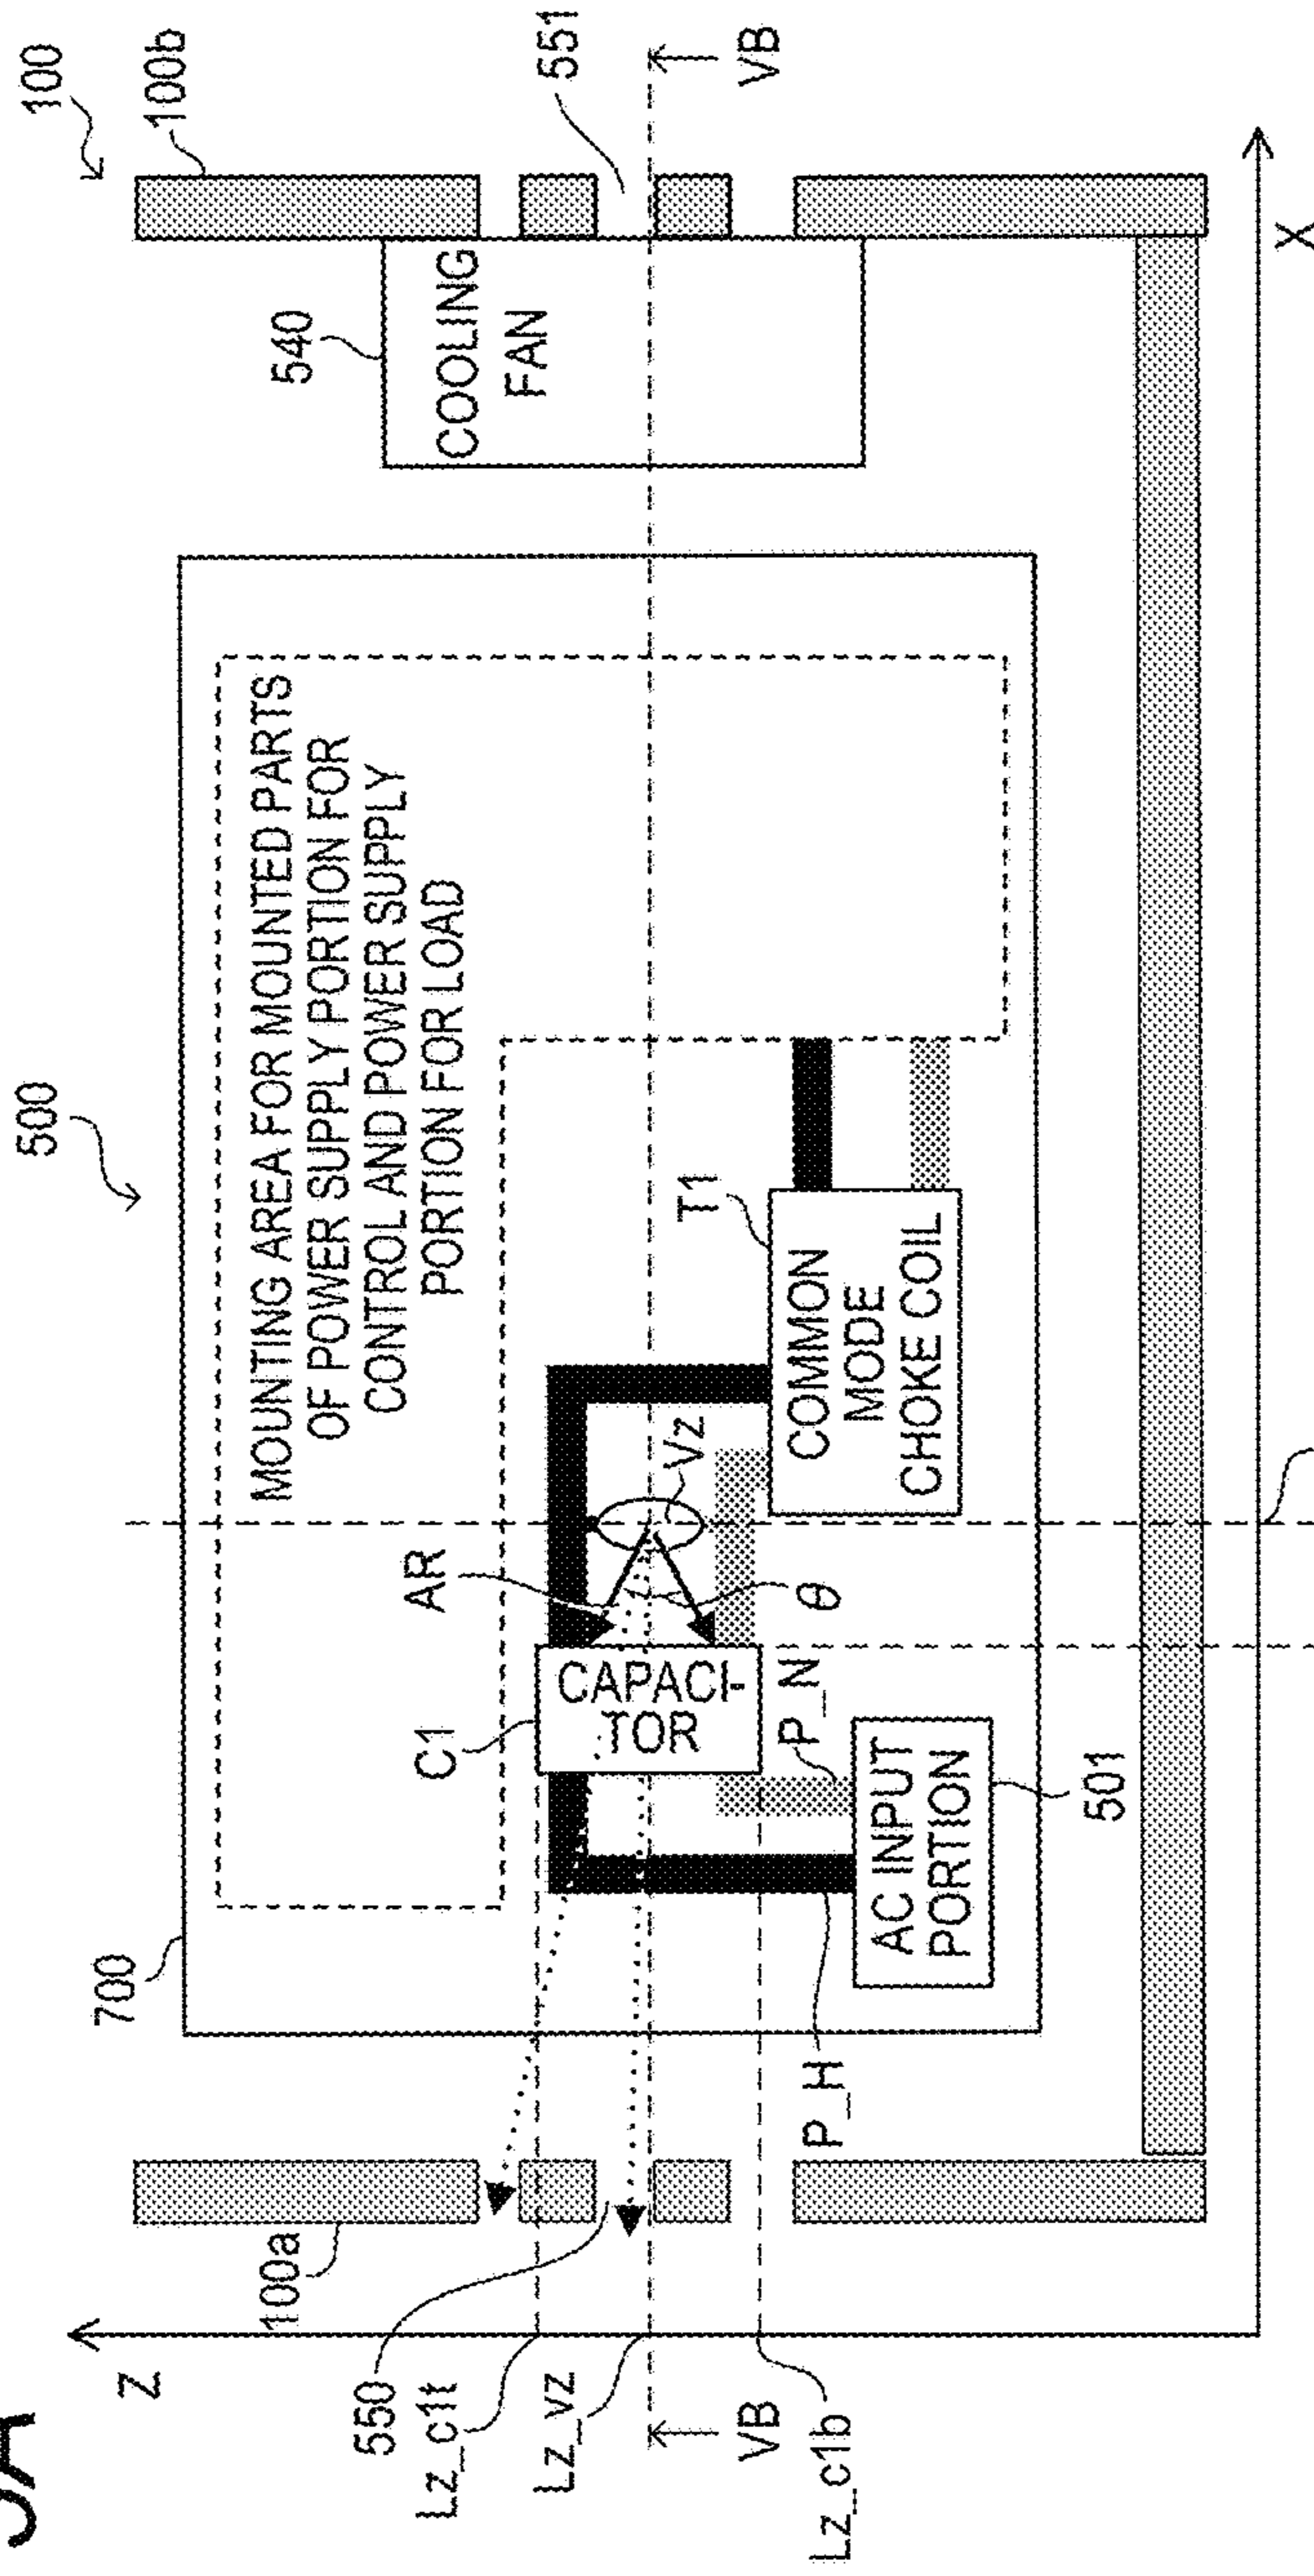 5A
100
100b
551
VB
500
540
COOLING
FAN
700
MOUNTING AREA FOR MOUNTED PARTS
OF POWER SUPPLY PORTION FOR
CONTROL AND POWER SUPPLY
PORTION FOR LOAD
Z
100a
550
Lz_c1t
Lz_vz
VB
Lz_c1b
C1
AR
CAPACI-
TOR
Vz
θ
T1
COMMON
MODE
CHOKE COIL
P_N
P_H
AC INPUT
PORTION
501
X